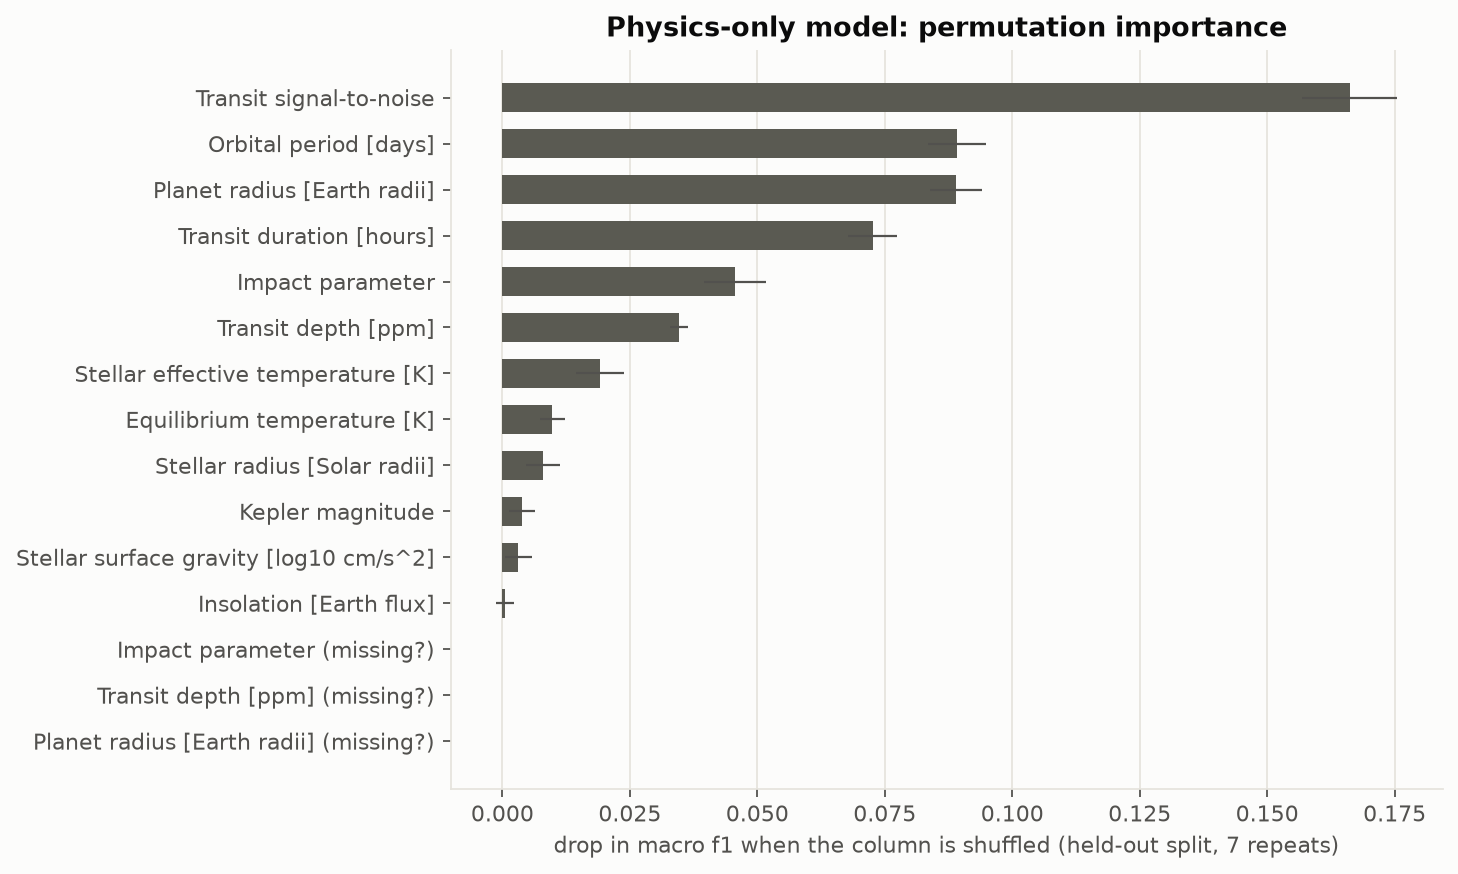 Physics-only model: permutation importance
Transit signal-to-noise
Orbital period [days]
Planet radius [Earth radii]
Transit duration [hours]
Impact parameter
Transit depth [ppm]
Stellar effective temperature [K]
Equilibrium temperature [K]
Stellar radius [Solar radii]
Kepler magnitude
Stellar surface gravity [log10 cm/s^2]
Insolation [Earth flux]
Impact parameter (missing?)
Transit depth [ppm] (missing?)
Planet radius [Earth radii] (missing?)
0.000 0.025 0.050 0.075 0.100 0.125 0.150 0.175
drop in macro f1 when the column is shuffled (held-out split, 7 repeats)